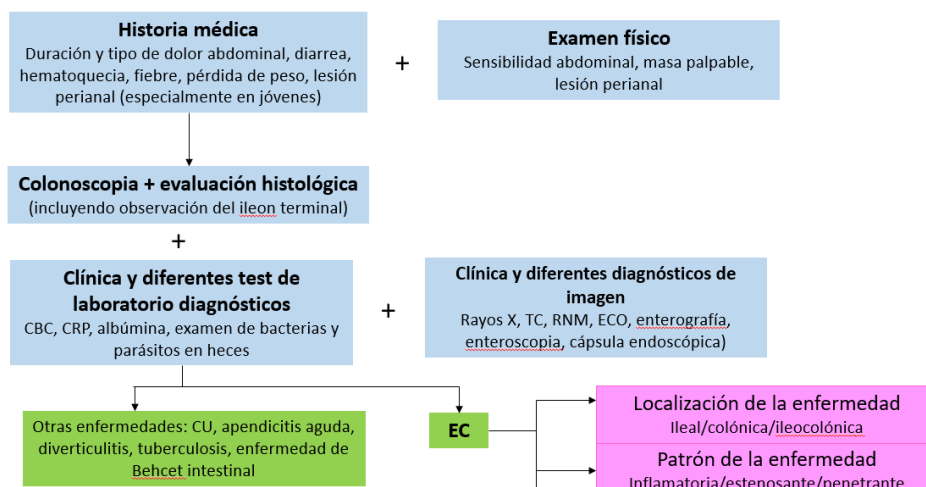 Historia médica
Duración y tipo de dolor abdominal, diarrea,
hematoquecia, fiebre, pérdida de peso, lesión
perianal (especialmente en jóvenes)
+
Examen físico
Sensibilidad abdominal, masa palpable,
lesión perianal
Colonoscopia + evaluación histológica
(incluyendo observación del ileon terminal)
+
Clínica y diferentes test de
laboratorio diagnósticos
CBC, CRP, albúmina, examen de bacterias y
parásitos en heces
+
Clínica y diferentes diagnósticos de
imagen
Rayos X, TC, RNM, ECO, enterografía,
enteroscopia, cápsula endoscópica)
Otras enfermedades: CU, apendicitis aguda,
diverticulitis, tuberculosis, enfermedad de
Behcet intestinal
EC
Localización de la enfermedad
Ileal/colónica/ileocolónica
Patrón de la enfermedad
Inflamatoria/estenosante/penetrante